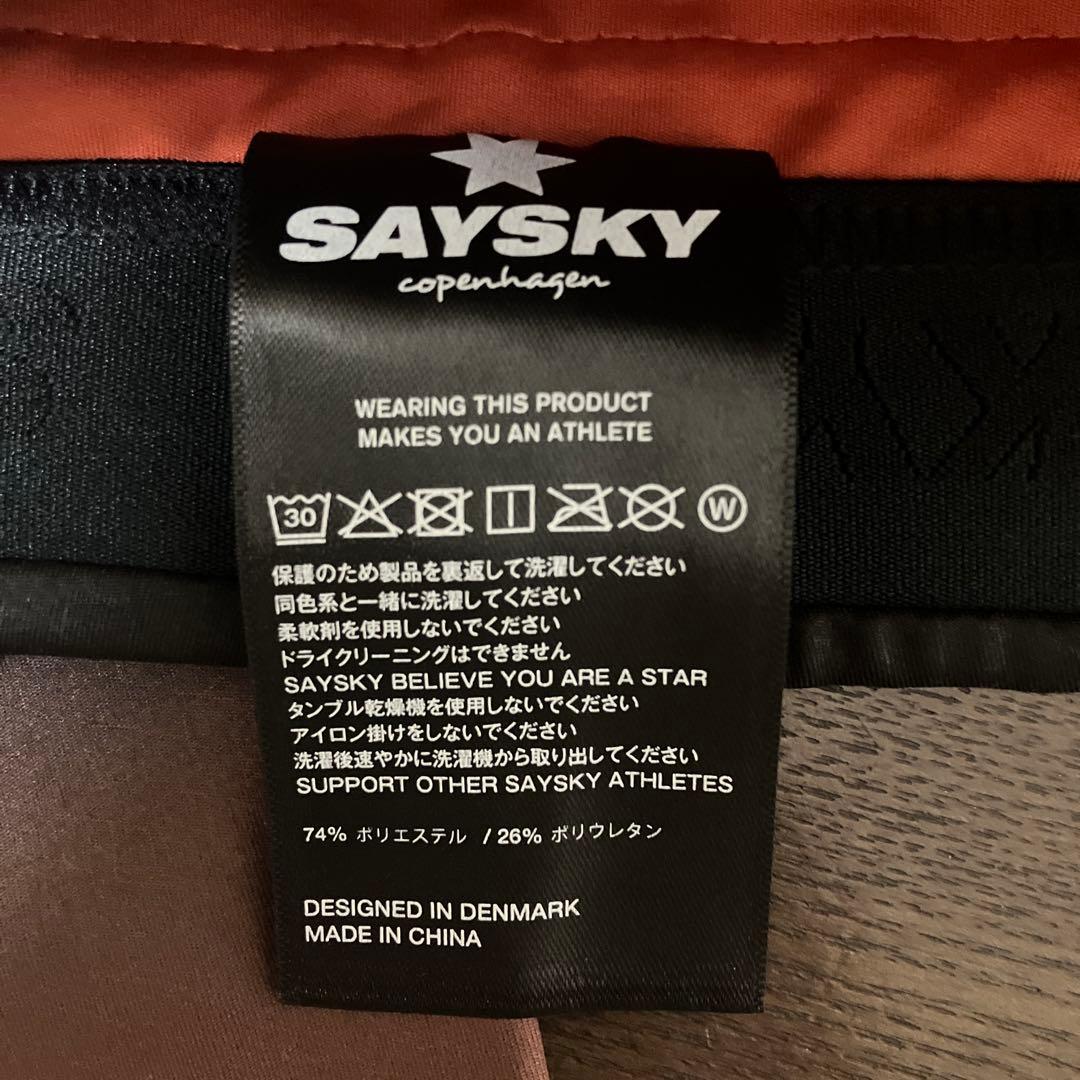 SAYSKY
copenhagen
WEARING THIS PRODUCT
MAKES YOU AN ATHLETE
30 W
保護のため製品を裏返して洗濯してください
同色系と一緒に洗濯してください
柔軟剤を使用しないでください
ドライクリーニングはできません
SAYSKY BELIEVE YOU ARE A STAR
タンブル乾燥機を使用しないでください
アイロン掛けをしないでください
洗濯後速やかに洗濯機から取り出してください
SUPPORT OTHER SAYSKY ATHLETES
74% ポリエステル / 26% ポリウレタン
DESIGNED IN DENMARK
MADE IN CHINA